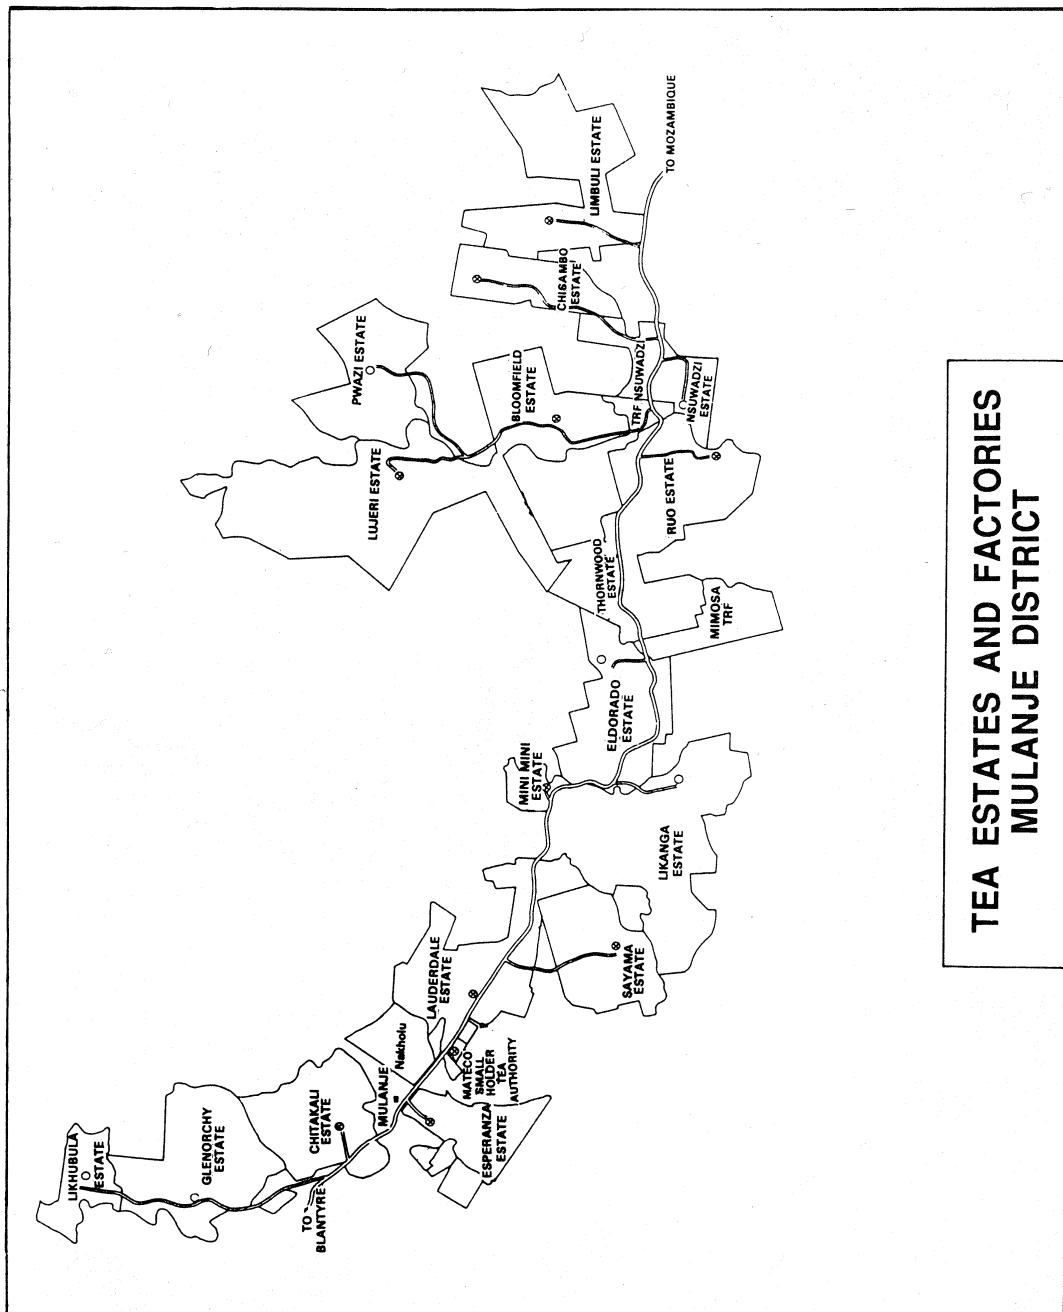 TEA ESTATES AND FACTORIES
MULANJE DISTRICT
LIKHUBULA
ESTATE
GLENORCHY
ESTATE
TO
BLANTYRE
CHITAKALI
ESTATE
MULANJE
Nakholu
LAUDERDALE
ESTATE
MATECO
SMALL
HOLDER
TEA
AUTHORITY
ESPERANZA
ESTATE
SAYAMA
ESTATE
LIKANGA
ESTATE
MINI MINI
ESTATE
ELDORADO
ESTATE
MIMOSA
TRF
THORNWOOD
ESTATE
RUO ESTATE
LUJERI ESTATE
PWAZI ESTATE
BLOOMFIELD
ESTATE
TRF NSUWADZI
NSUWADZI
ESTATE
CHISAMBO
ESTATE
LIMBULI ESTATE
TO MOZAMBIQUE